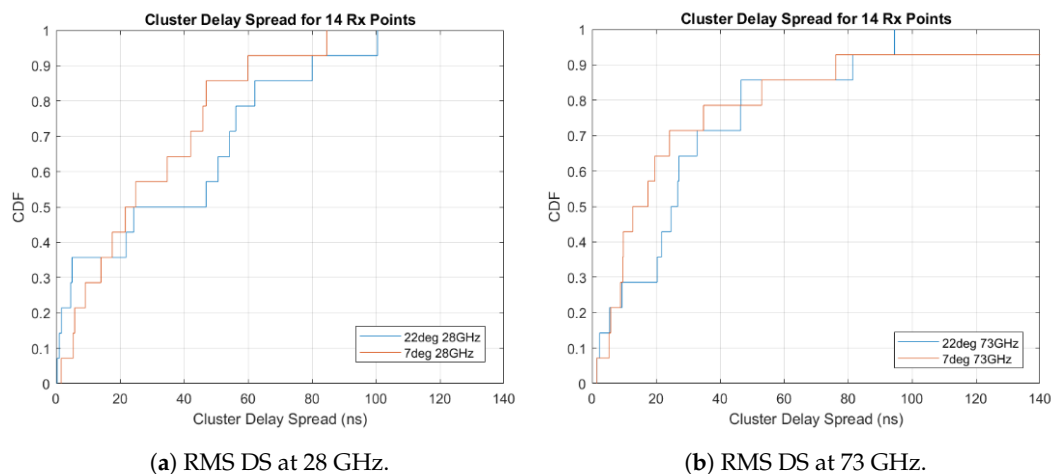 Cluster Delay Spread for 14 Rx Points
1
0.9
0.8
0.7
0.6
0.5
0.4
0.3
0.2
0.1
0
CDF
0 20 40 60 80 100 120 140
Cluster Delay Spread (ns)
22deg 28GHz
7deg 28GHz
(a) RMS DS at 28 GHz.
Cluster Delay Spread for 14 Rx Points
1
0.9
0.8
0.7
0.6
0.5
0.4
0.3
0.2
0.1
0
CDF
0 20 40 60 80 100 120 140
Cluster Delay Spread (ns)
22deg 73GHz
7deg 73GHz
(b) RMS DS at 73 GHz.